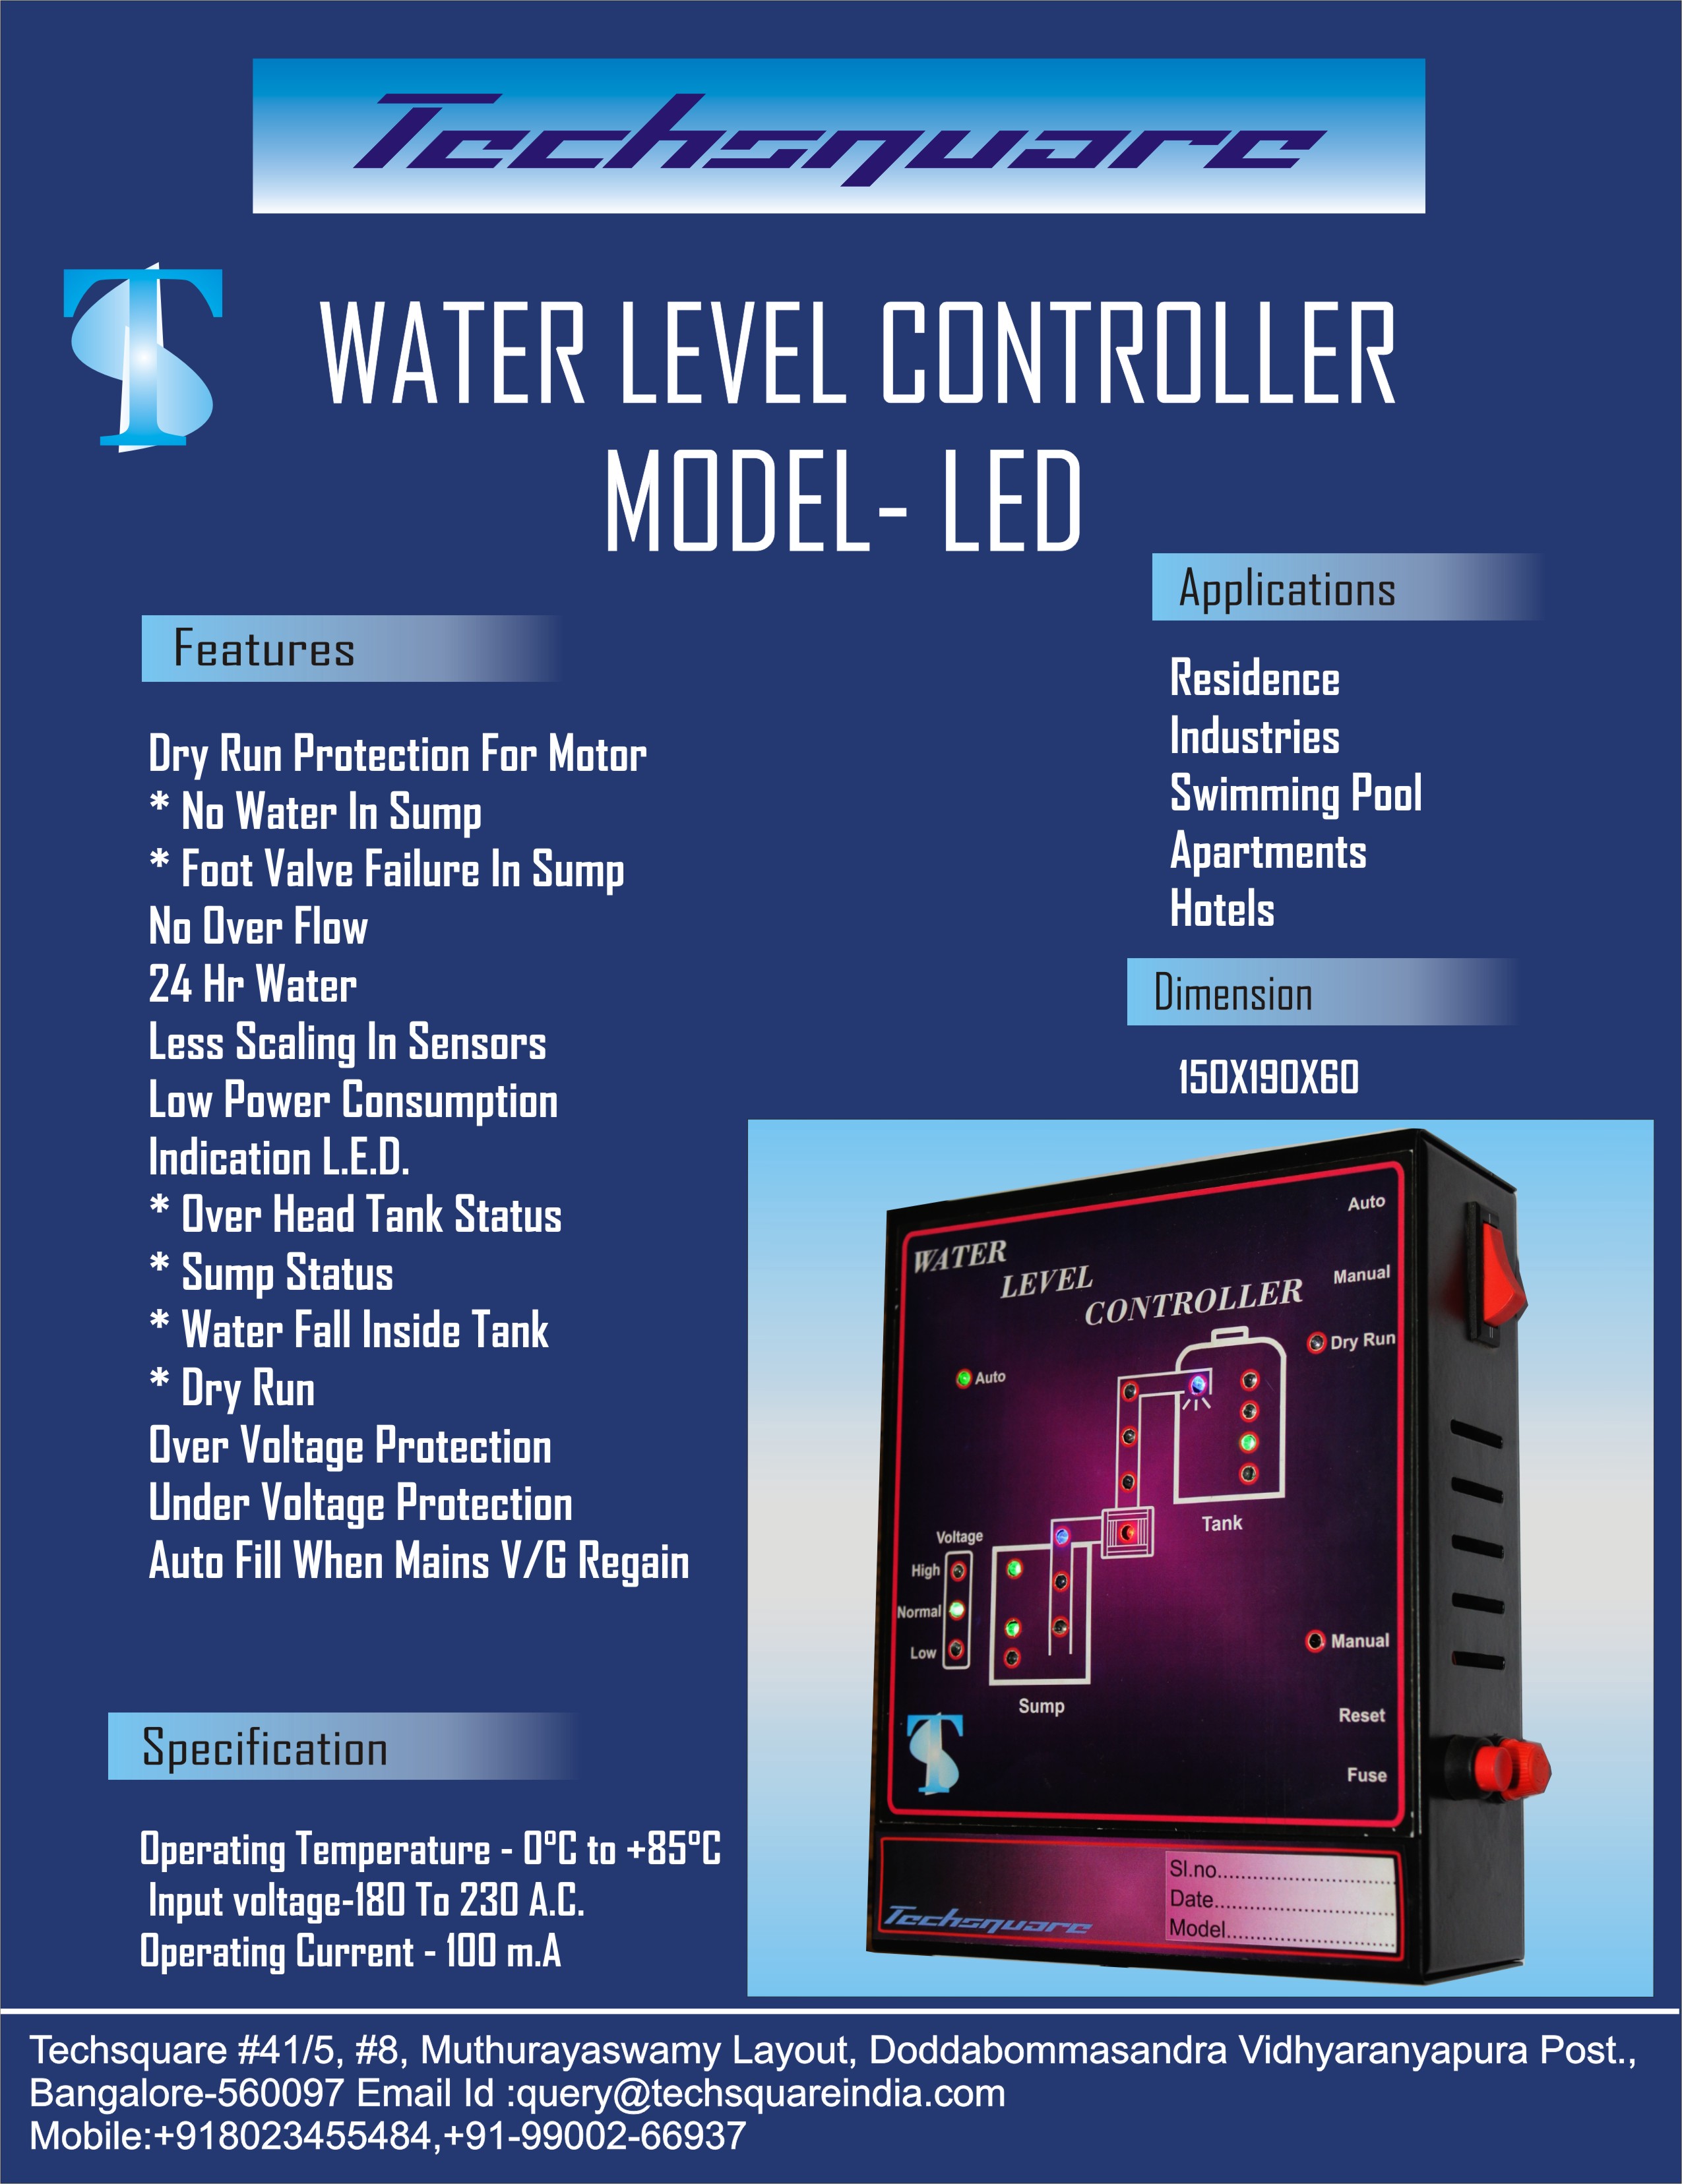 Techsquare
TS
WATER LEVEL CONTROLLER
MODEL- LED
Features
Dry Run Protection For Motor
* No Water In Sump
* Foot Valve Failure In Sump
No Over Flow
24 Hr Water
Less Scaling In Sensors
Low Power Consumption
Indication L.E.D.
* Over Head Tank Status
* Sump Status
* Water Fall Inside Tank
* Dry Run
Over Voltage Protection
Under Voltage Protection
Auto Fill When Mains V/G Regain
Specification
Operating Temperature - 0°C to +85°C
Input voltage-180 To 230 A.C.
Operating Current - 100 m.A
Applications
Residence
Industries
Swimming Pool
Apartments
Hotels
Dimension
150X190X60
WATER
LEVEL
CONTROLLER
Auto
Manual
Dry Run
Auto
Tank
Voltage
High
Normal
Low
Sump
Manual
Reset
Fuse
TS
Techsquare
Sl.no......................................
Date......................................
Model....................................
Techsquare #41/5, #8, Muthurayaswamy Layout, Doddabommasandra Vidhyaranyapura Post.,
Bangalore-560097 Email Id :query@techsquareindia.com
Mobile:+918023455484,+91-99002-66937